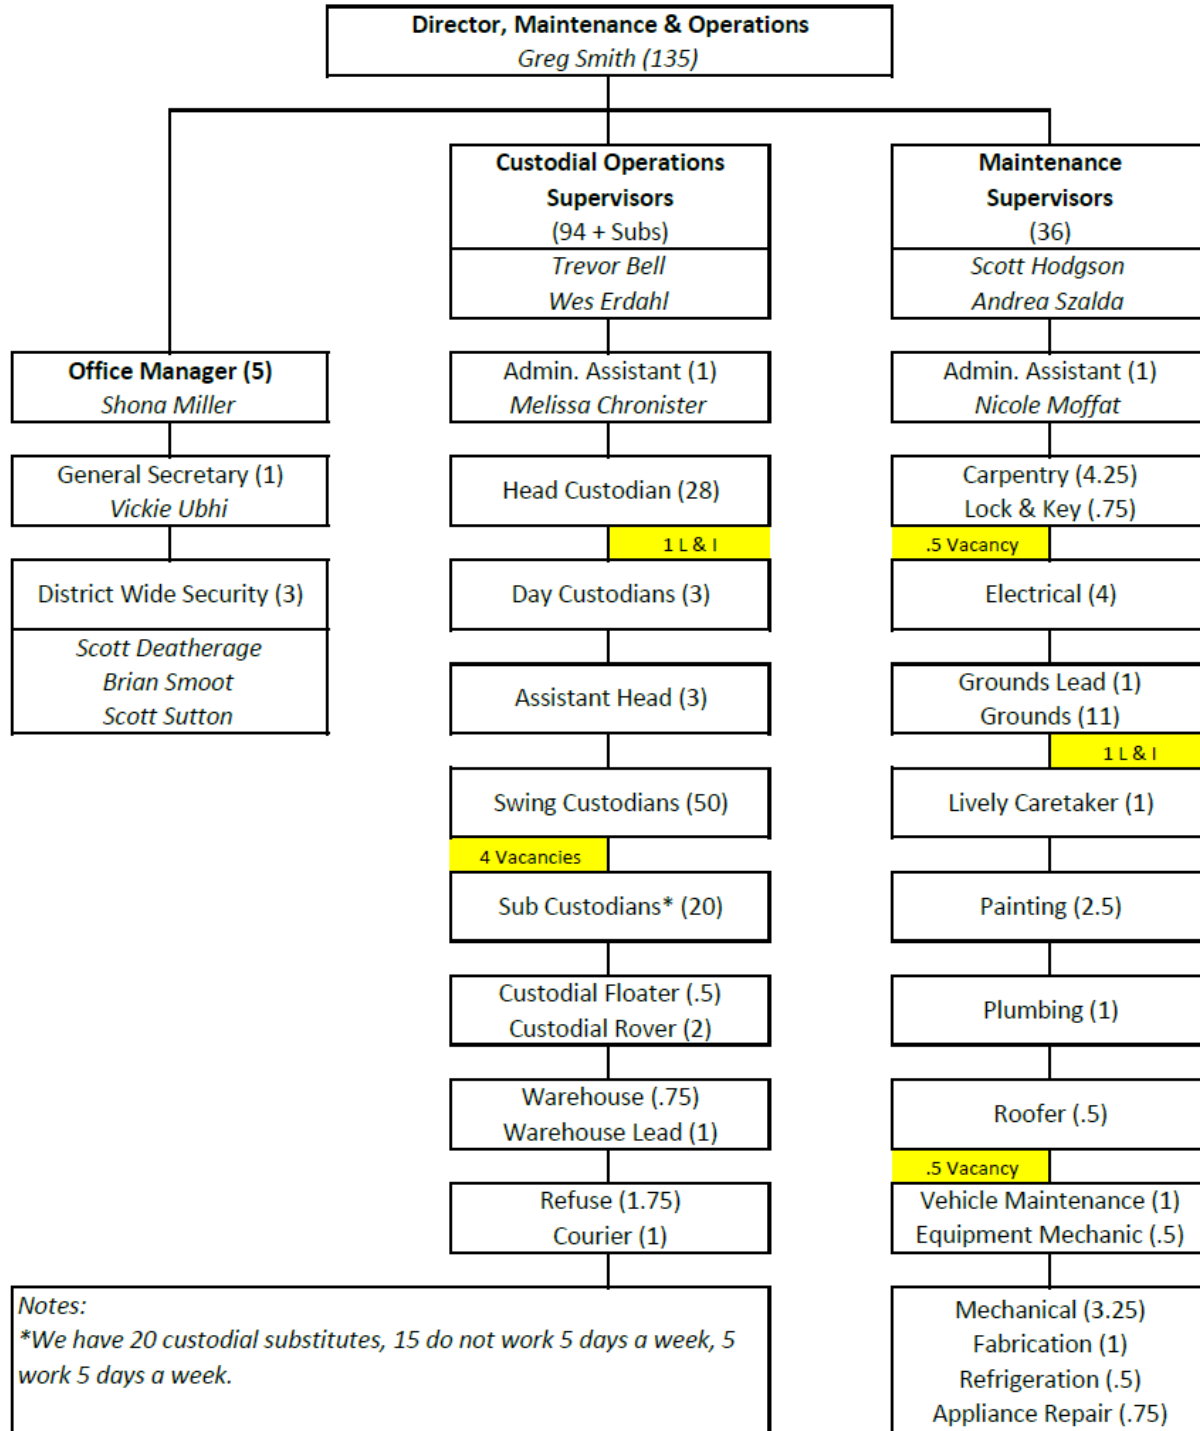 Director, Maintenance & Operations
Greg Smith (135)
Custodial Operations
Supervisors
(94 + Subs)
Trevor Bell
Wes Erdahl
Maintenance
Supervisors
(36)
Scott Hodgson
Andrea Szalda
Office Manager (5)
Shona Miller
Admin. Assistant (1)
Melissa Chronister
Admin. Assistant (1)
Nicole Moffat
General Secretary (1)
Vickie Ubhi
Head Custodian (28)
Carpentry (4.25)
Lock & Key (.75)
1 L & I
.5 Vacancy
District Wide Security (3)
Scott Deatherage
Brian Smoot
Scott Sutton
Day Custodians (3)
Electrical (4)
Assistant Head (3)
Grounds Lead (1)
Grounds (11)
1 L & I
Swing Custodians (50)
Lively Caretaker (1)
4 Vacancies
Sub Custodians* (20)
Painting (2.5)
Custodial Floater (.5)
Custodial Rover (2)
Plumbing (1)
Warehouse (.75)
Warehouse Lead (1)
Roofer (.5)
.5 Vacancy
Refuse (1.75)
Courier (1)
Vehicle Maintenance (1)
Equipment Mechanic (.5)
Notes:
*We have 20 custodial substitutes, 15 do not work 5 days a week, 5
work 5 days a week.
Mechanical (3.25)
Fabrication (1)
Refrigeration (.5)
Appliance Repair (.75)